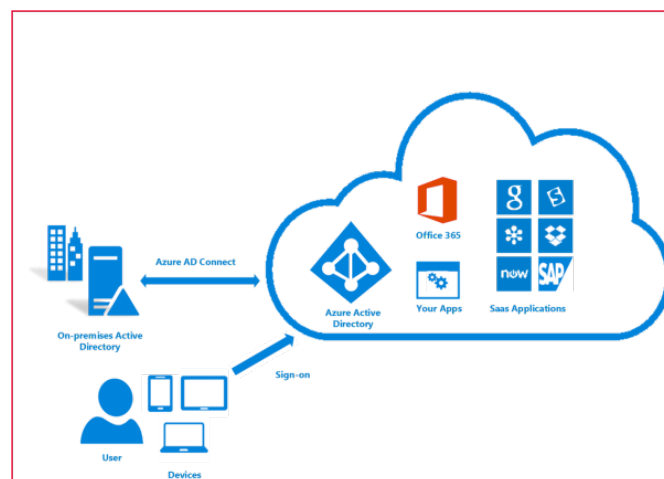 Office 365
g
now
SAP
Azure AD Connect
Azure Active
Directory
Your Apps
Saas Applications
On-premises Active
Directory
Sign-on
User
Devices